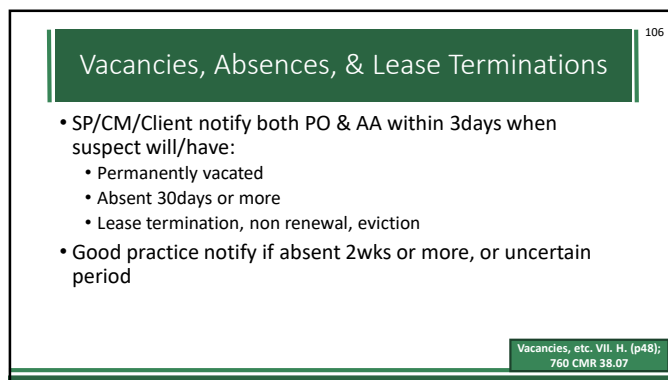 106
Vacancies, Absences, & Lease Terminations
• SP/CM/Client notify both PO & AA within 3days when
suspect will/have:
• Permanently vacated
• Absent 30days or more
• Lease termination, non renewal, eviction
• Good practice notify if absent 2wks or more, or uncertain
period
Vacancies, etc. VII. H. (p48);
760 CMR 38.07